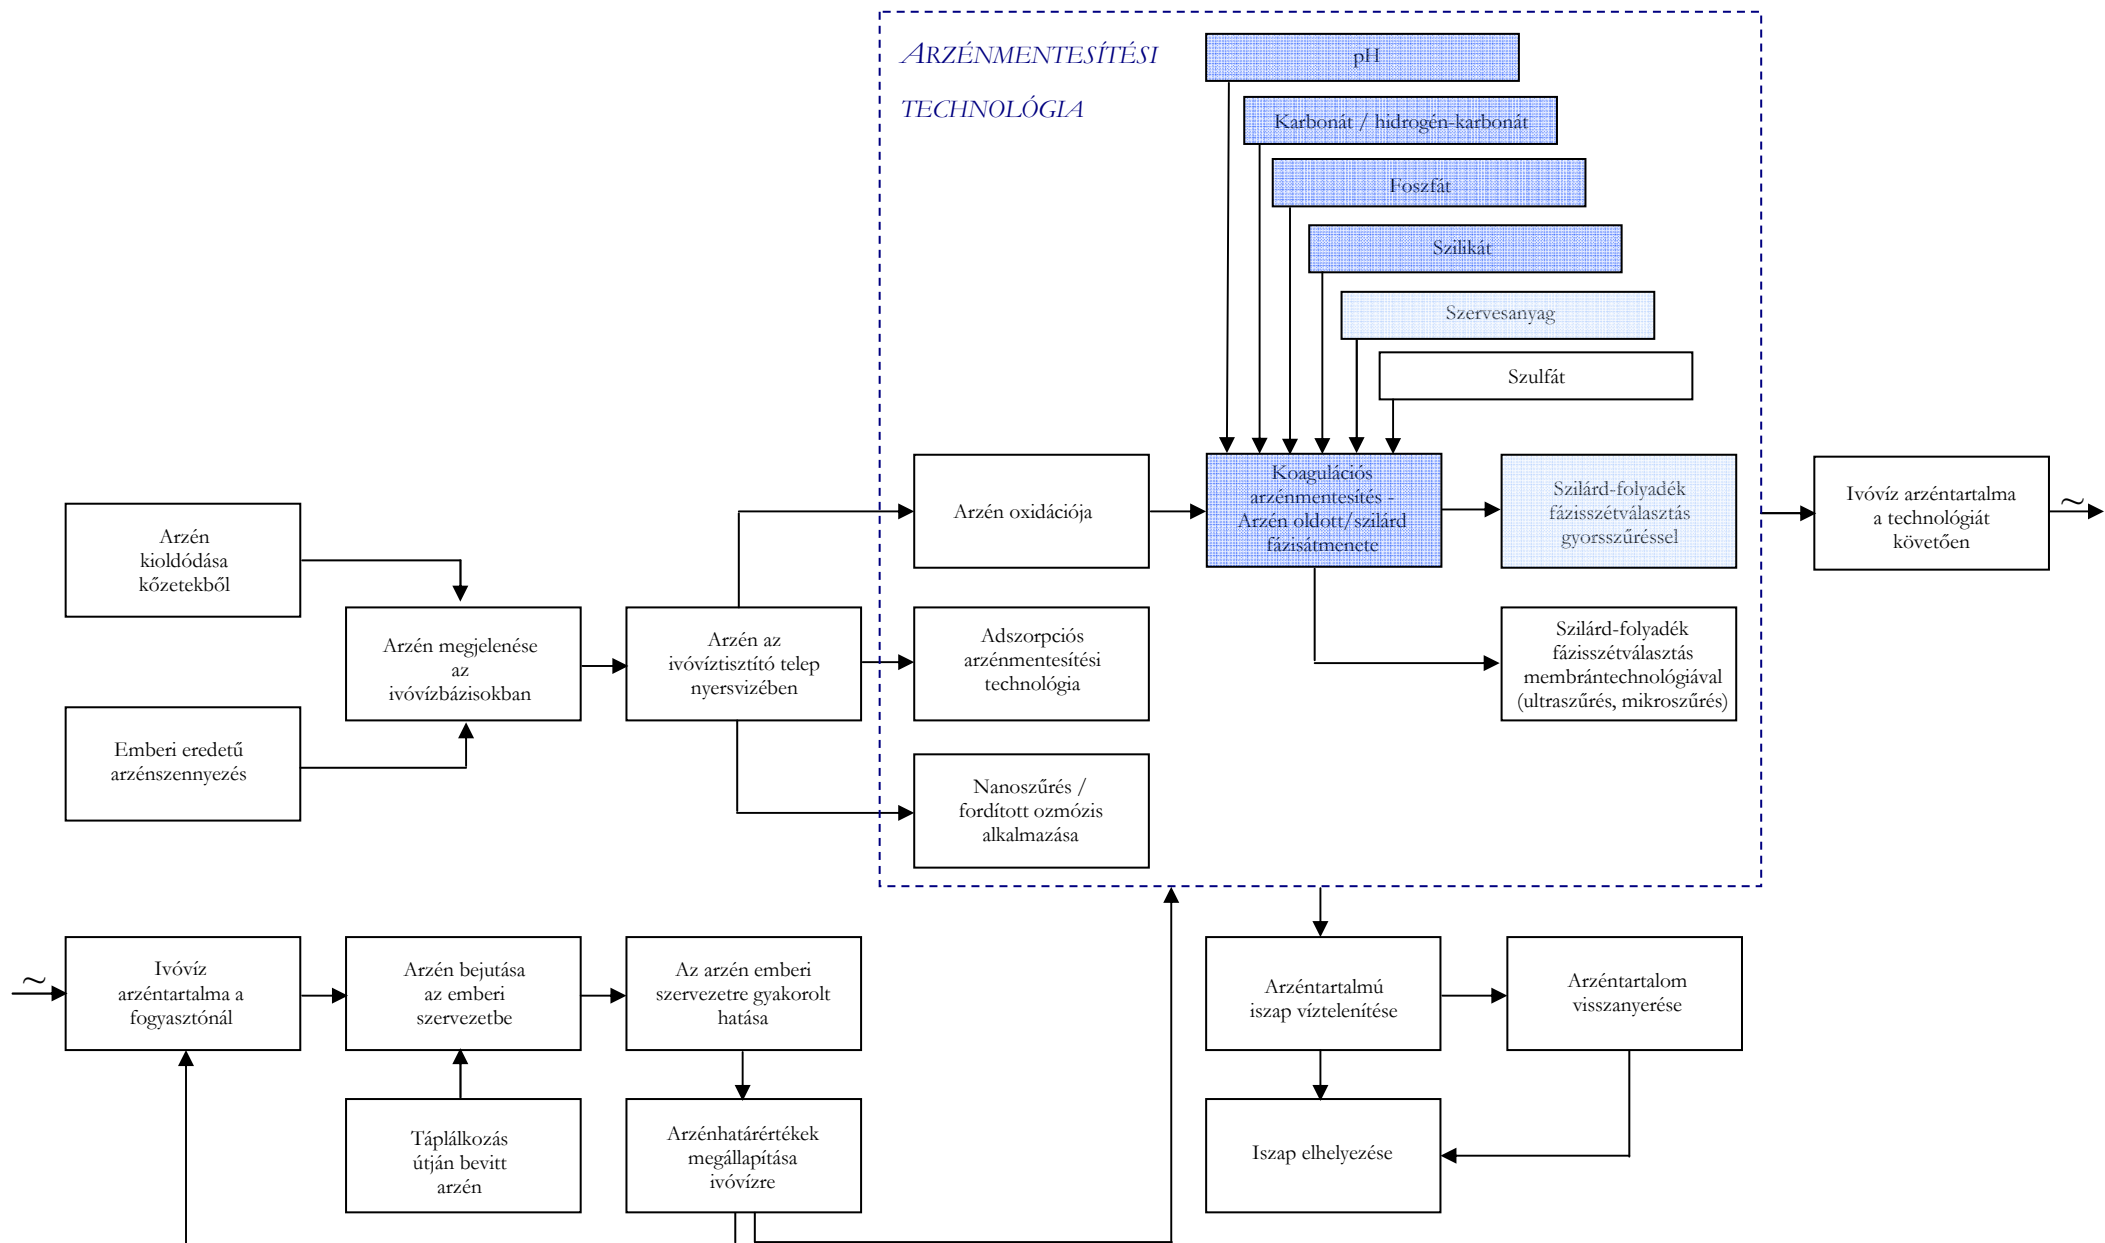 ARZÉNMENTESÍTÉSI
TECHNOLÓGIA
pH
Karbonát / hidrogén-karbonát
Foszfát
Szilikát
Szervesanyag
Szulfát
Arzén
kioldódása
kőzetekből
Emberi eredetű
arzénszennyezés
Arzén megjelenése
az
ivóvízbázisokban
Arzén az
ivóvíztisztító telep
nyersvizében
Arzén oxidációja
Koagulációs
arzénmentesítés -
Arzén oldott/szilárd
fázisátmenete
Szilárd-folyadék
fázisszétválasztás
gyorsszűréssel
Ivóvíz arzéntartalma
a technológiát
követően
~
Adszorpciós
arzénmentesítési
technológia
Szilárd-folyadék
fázisszétválasztás
membrántechnológiával
(ultraszűrés, mikroszűrés)
Nanoszűrés /
fordított ozmózis
alkalmazása
~
Ivóvíz
arzéntartalma a
fogyasztónál
Arzén bejutása
az emberi
szervezetbe
Az arzén emberi
szervezetre gyakorolt
hatása
Arzéntartalmú
iszap víztelenítése
Arzéntartalom
visszanyerése
Táplálkozás
útján bevitt
arzén
Arzénhatárértékek
megállapítása
ivóvízre
Iszap elhelyezése